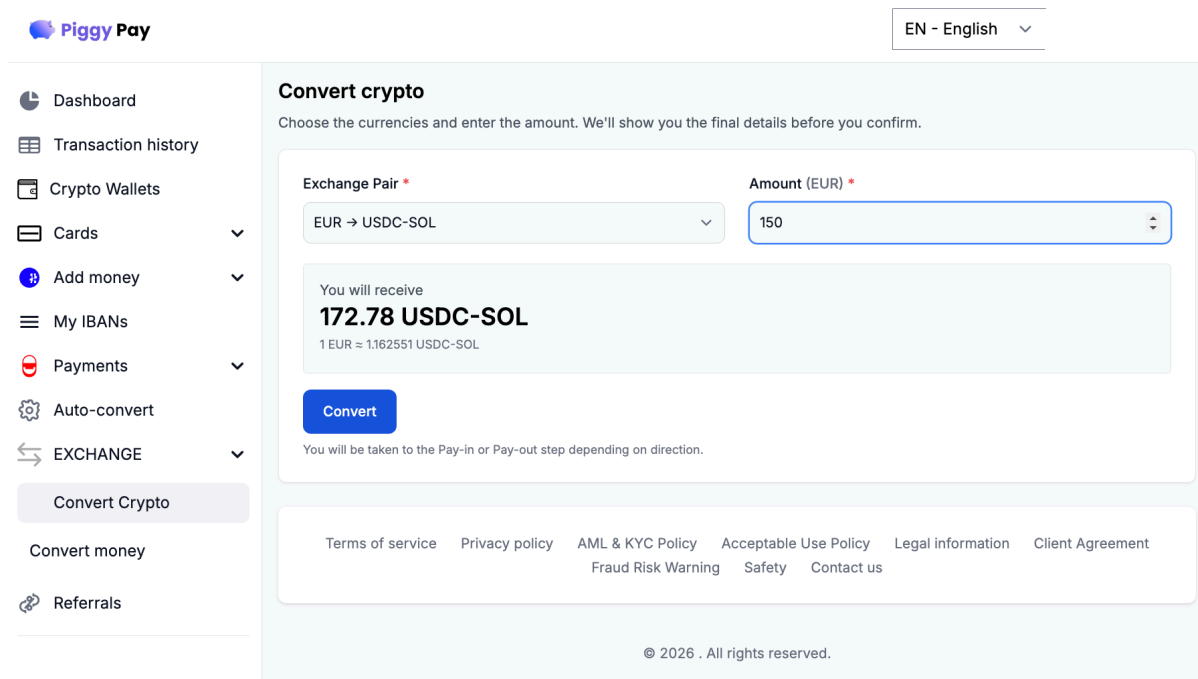 Piggy Pay
EN - English
Dashboard
Transaction history
Crypto Wallets
Cards
Add money
My IBANs
Payments
Auto-convert
EXCHANGE
Convert Crypto
Convert money
Referrals
Convert crypto
Choose the currencies and enter the amount. We'll show you the final details before you confirm.
Exchange Pair *
EUR → USDC-SOL
Amount (EUR) *
150
You will receive
172.78 USDC-SOL
1 EUR ≈ 1.162551 USDC-SOL
Convert
You will be taken to the Pay-in or Pay-out step depending on direction.
Terms of service Privacy policy AML & KYC Policy Acceptable Use Policy Legal information Client Agreement
Fraud Risk Warning Safety Contact us
© 2026 . All rights reserved.